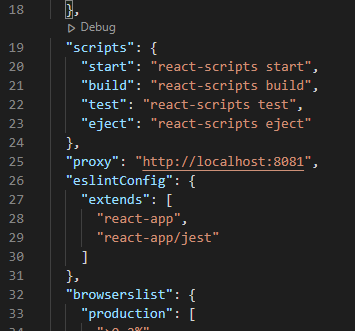 18 },
Debug
19 "scripts": {
20 "start": "react-scripts start",
21 "build": "react-scripts build",
22 "test": "react-scripts test",
23 "eject": "react-scripts eject"
24 },
25 "proxy": "http://localhost:8081",
26 "eslintConfig": {
27 "extends": [
28 "react-app",
29 "react-app/jest"
30 ]
31 },
32 "browserslist": {
33 "production": [